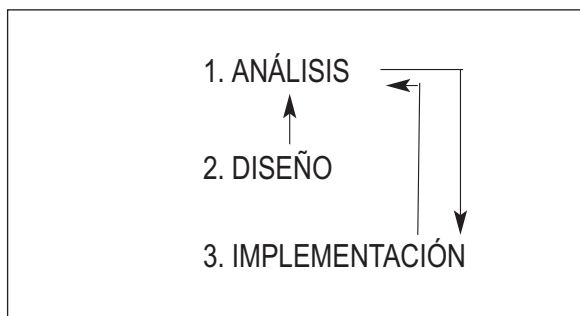 1. ANÁLISIS
2. DISEÑO
3. IMPLEMENTACIÓN